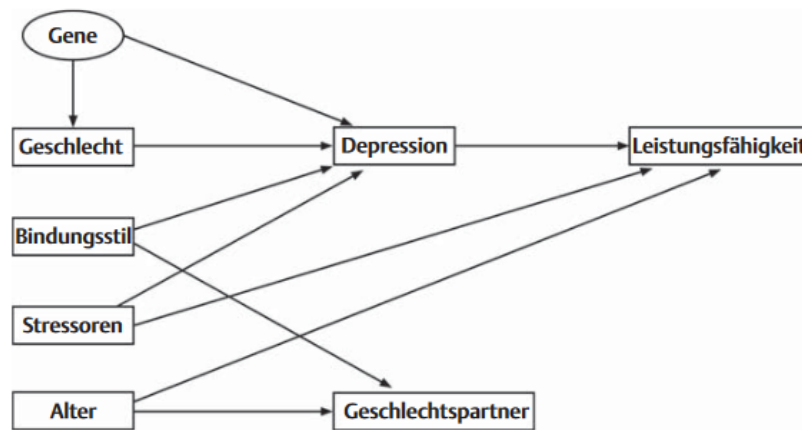 Gene
Geschlecht
Depression
Leistungsfähigkeit
Bindungsstil
Stressoren
Alter
Geschlechtspartner